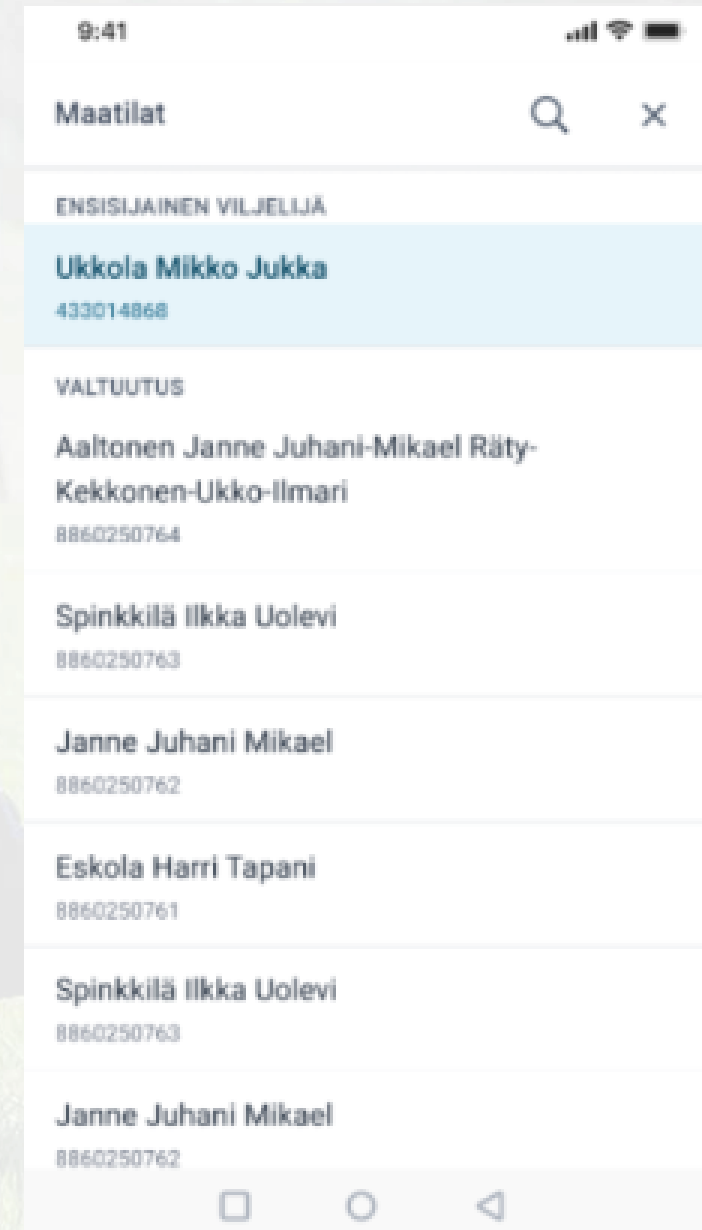 9:41
Maatilat
ENSISIJAINEN VILJELIJÄ
Ukkola Mikko Jukka
433014868
VALTUUTUS
Aaltonen Janne Juhani-Mikael Räty-
Kekkonen-Ukko-Ilmari
8860250764
Spinkkilä Ilkka Uolevi
8860250763
Janne Juhani Mikael
8860250762
Eskola Harri Tapani
8860250761
Spinkkilä Ilkka Uolevi
8860250763
Janne Juhani Mikael
8860250762